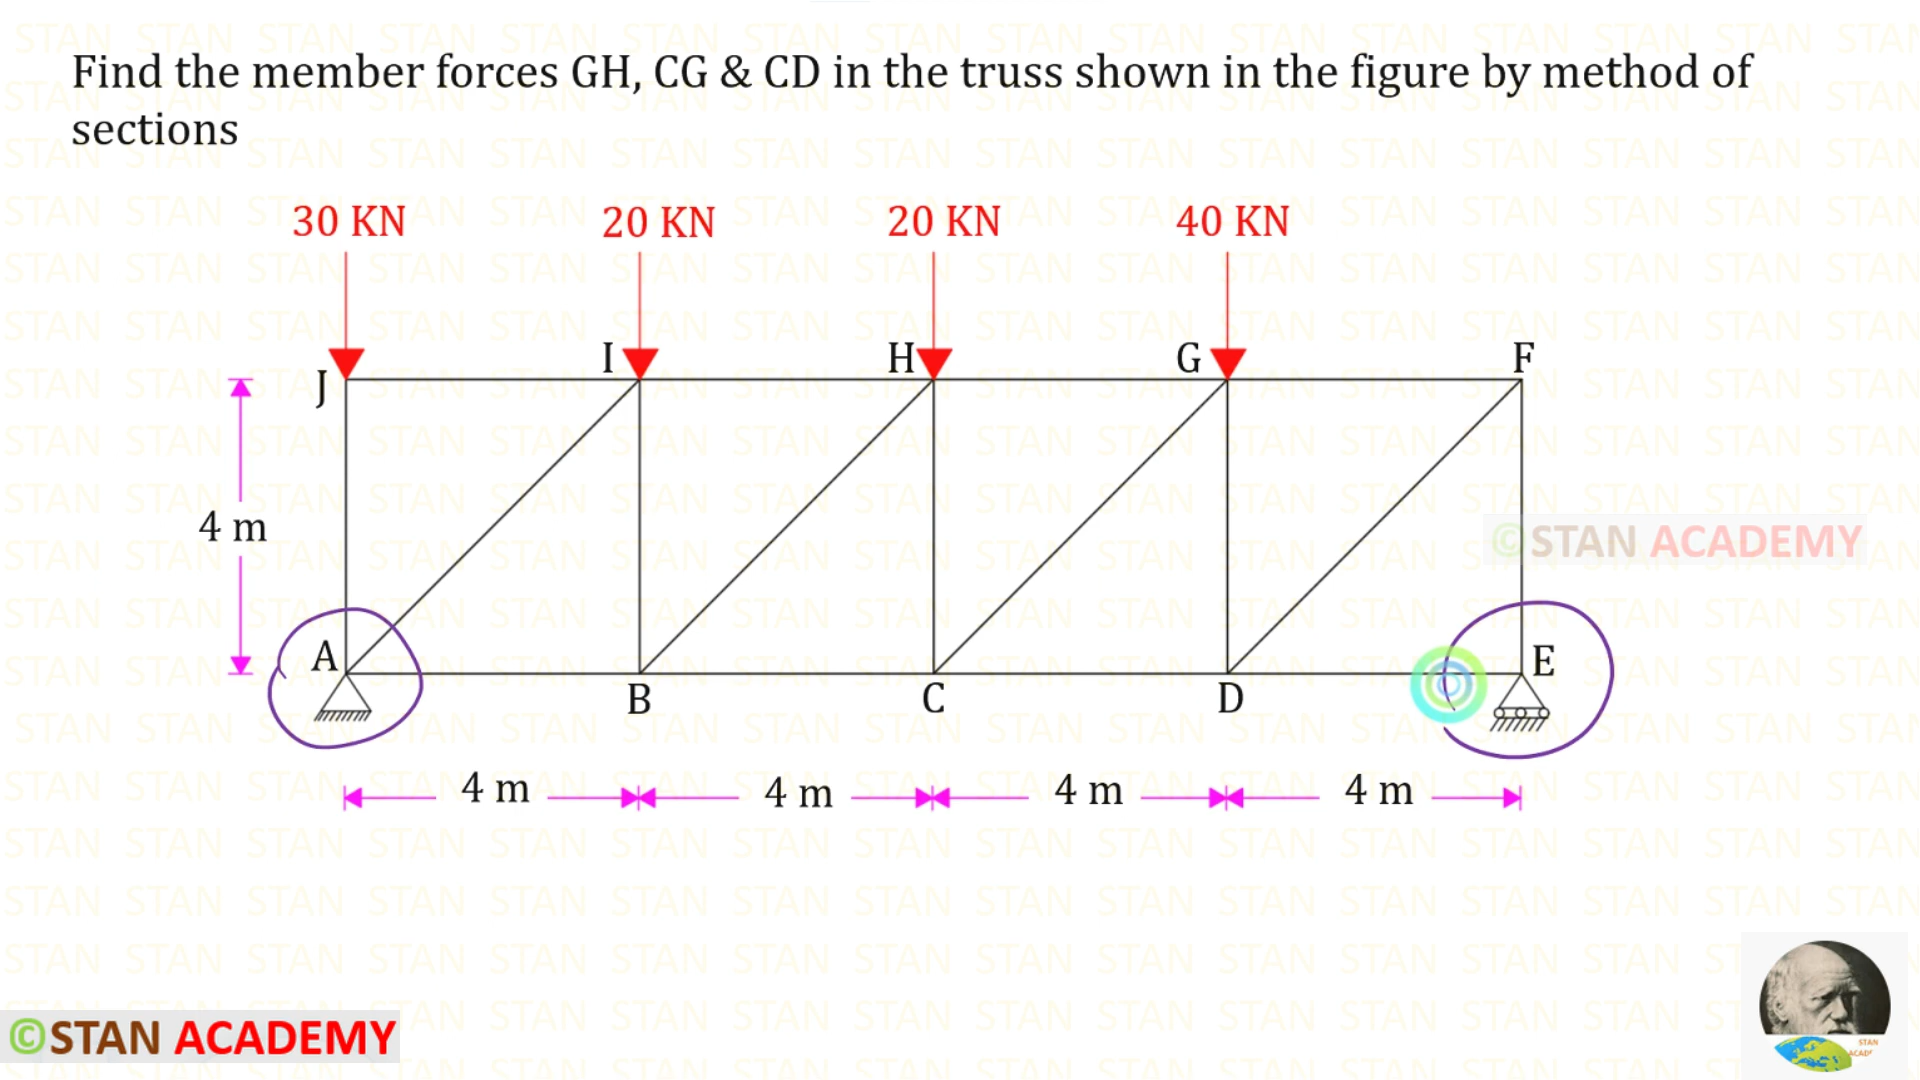 Find the member forces GH, CG & CD in the truss shown in the figure by method of
sections
30 KN
20 KN
20 KN
40 KN
J
I
H
G
F
4 m
©STAN ACADEMY
A
B
C
D
E
4 m
4 m
4 m
4 m
©STAN ACADEMY